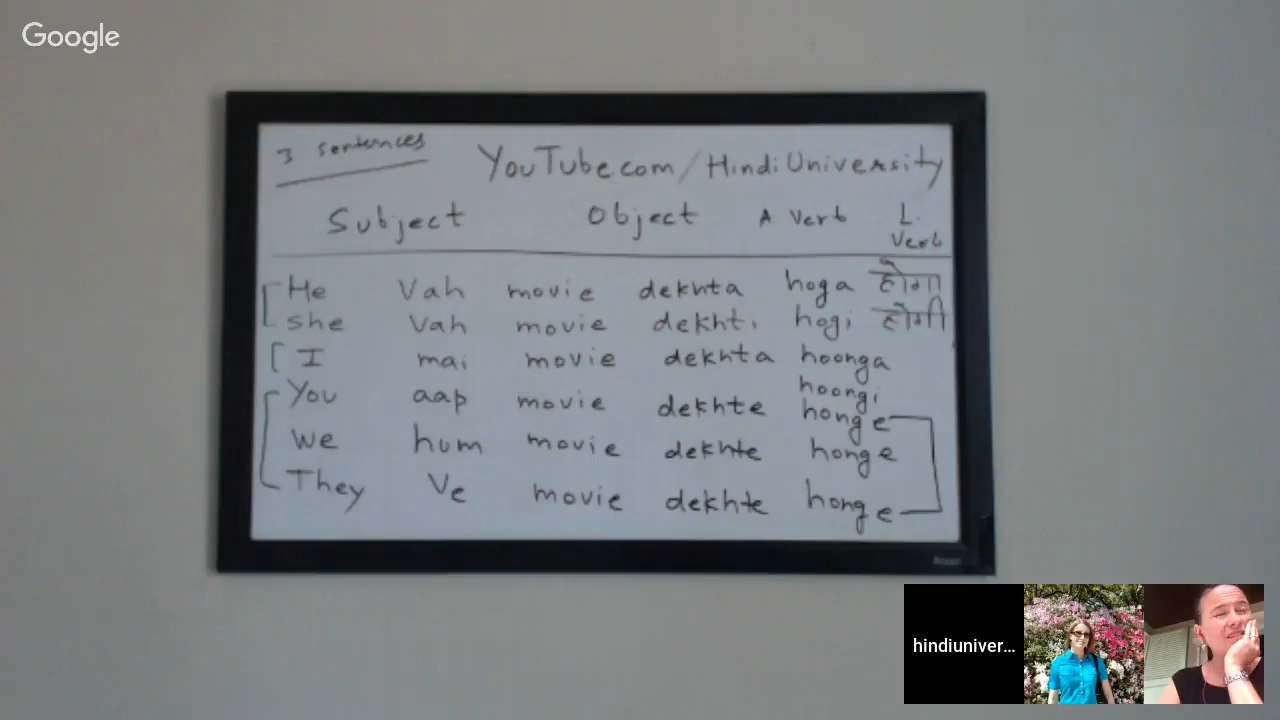 Google
3 sentences
YouTube.com/HindiUniversity
Subject Object A Verb L. Verb
He Vah movie dekhta hoga होगा
she Vah movie dekhti hogi होगी
I mai movie dekhta hoonga
hoongi
You aap movie dekhte honge
we hum movie dekhte honge
They Ve movie dekhte honge
hindiuniver...